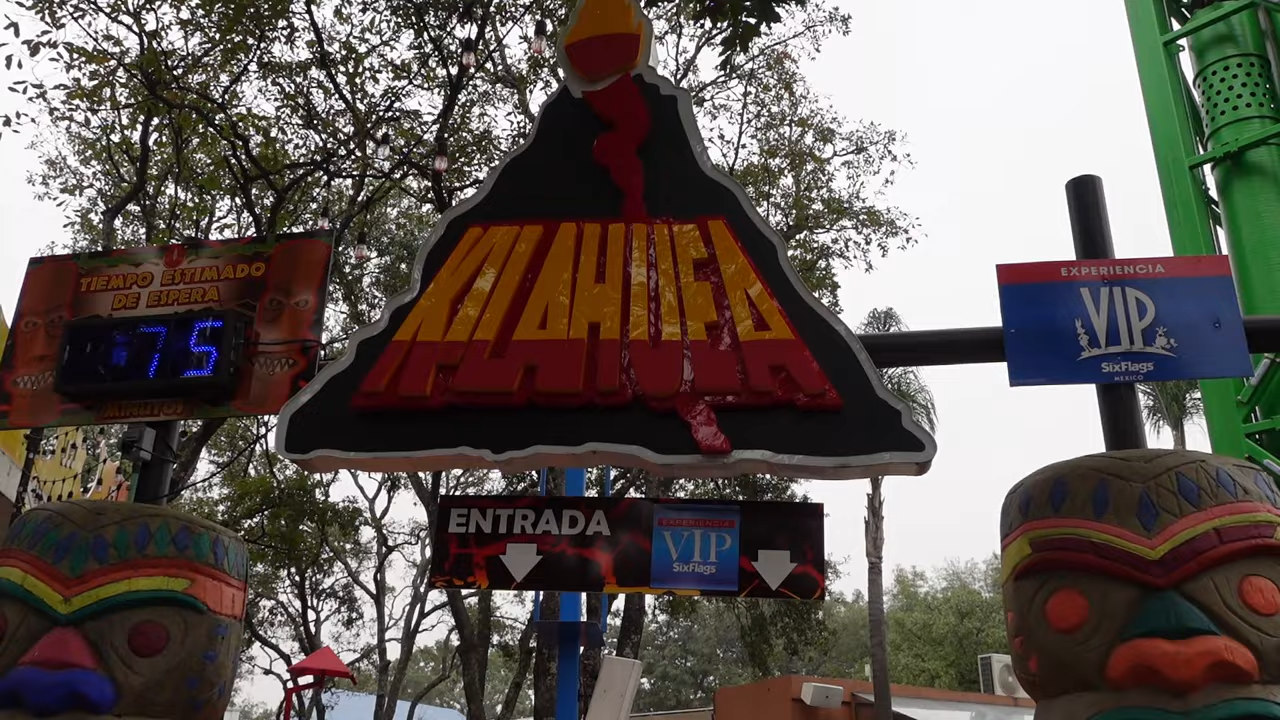 TIEMPO ESTIMADO
DE ESPERA
75
MINUTOS
KILAHUEA
EXPERIENCIA
VIP
SixFlags
MEXICO
ENTRADA
EXPERIENCIA
VIP
SixFlags